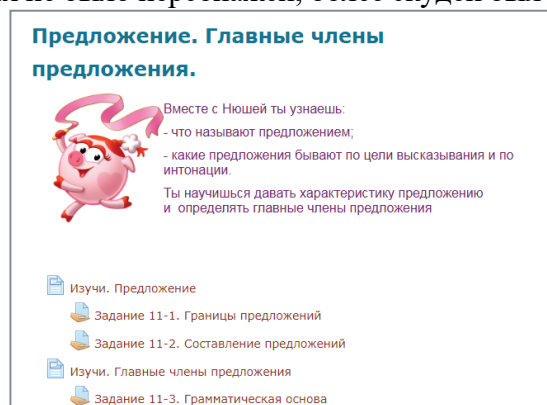 Предложение. Главные члены
предложения.
Вместе с Нюшей ты узнаешь:
- что называют предложением;
- какие предложения бывают по цели высказывания и по
интонации.
Ты научишься давать характеристику предложению
и определять главные члены предложения
Изучи. Предложение
Задание 11-1. Границы предложений
Задание 11-2. Составление предложений
Изучи. Главные члены предложения
Задание 11-3. Грамматическая основа